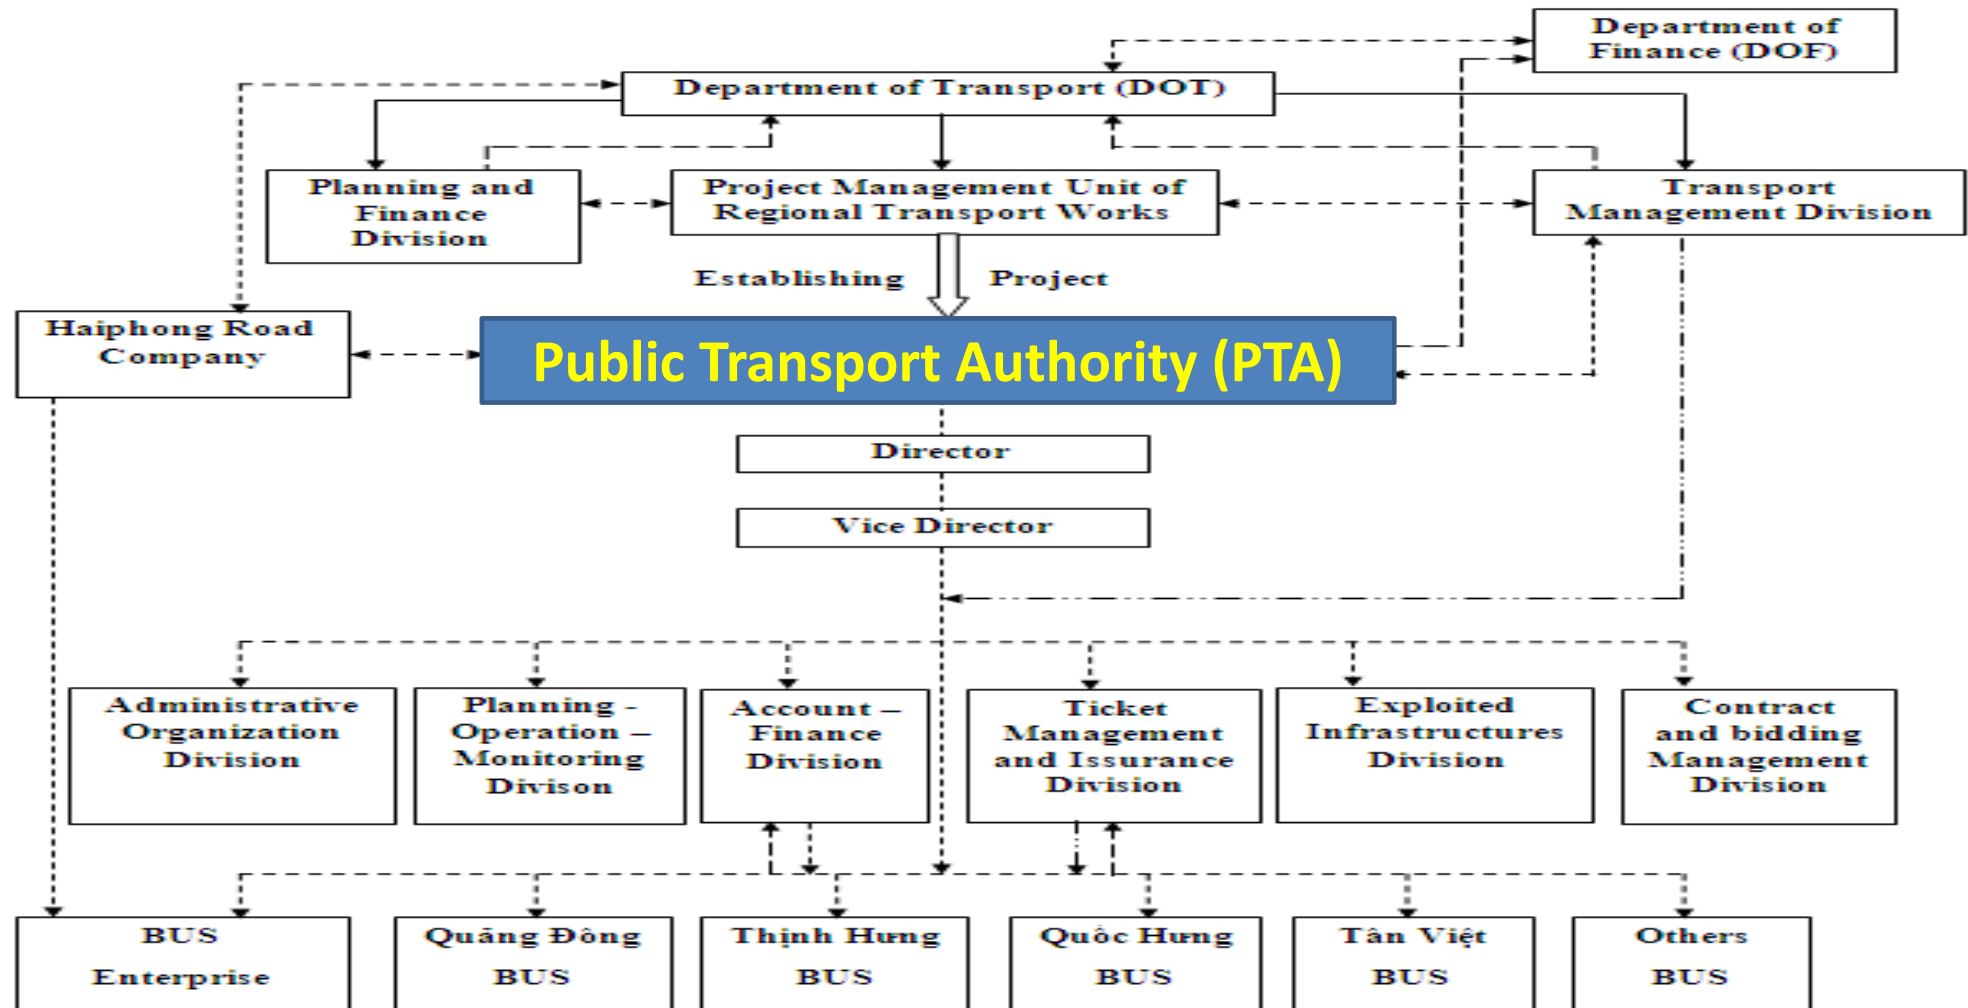 Department of
Finance (DOF)
Department of Transport (DOT)
Planning and
Finance
Division
Project Management Unit of
Regional Transport Works
Transport
Management Division
Establishing Project
Haiphong Road
Company
Public Transport Authority (PTA)
Director
Vice Director
Administrative
Organization
Division
Planning -
Operation –
Monitoring
Divison
Account –
Finance
Division
Ticket
Management
and Issurance
Division
Exploited
Infrastructures
Division
Contract
and bidding
Management
Division
BUS
Enterprise
Quãng Đông
BUS
Thịnh Hưng
BUS
Quốc Hưng
BUS
Tân Việt
BUS
Others
BUS